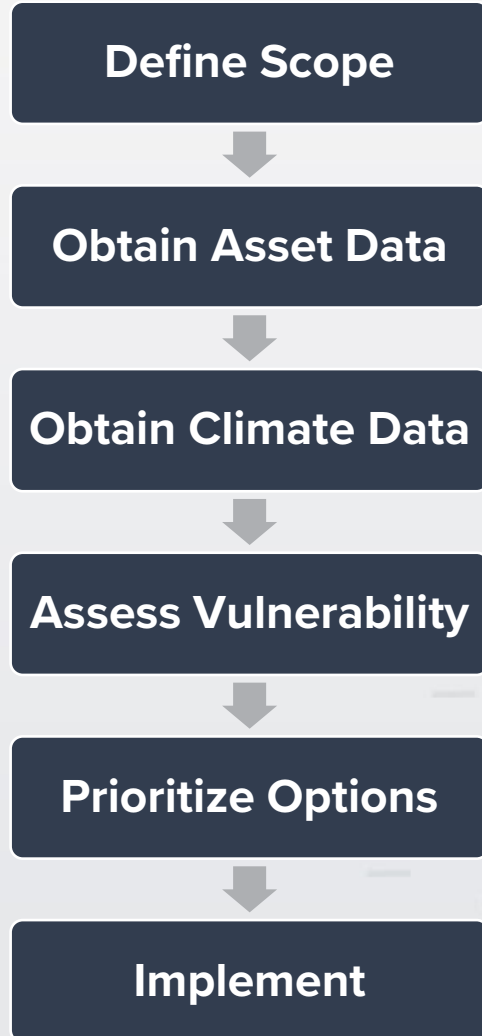 Define Scope
Obtain Asset Data
Obtain Climate Data
Assess Vulnerability
Prioritize Options
Implement